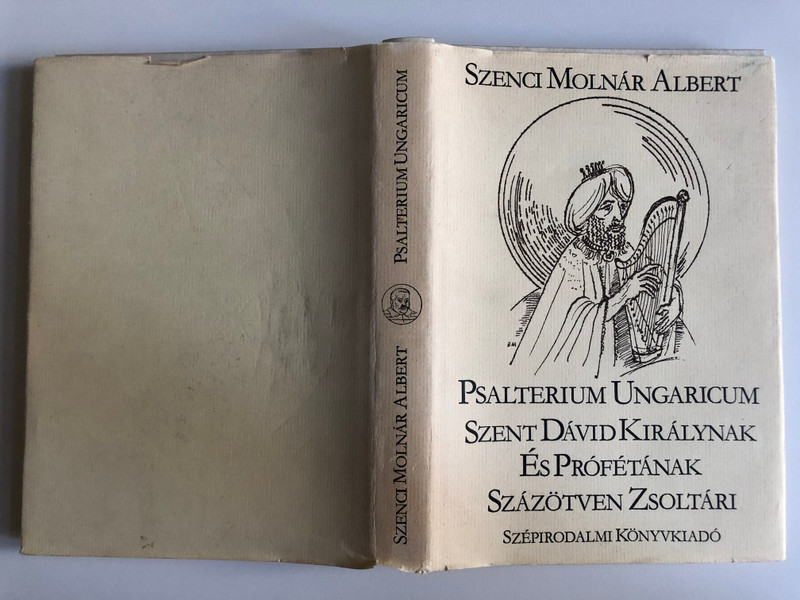 SZENCI MOLNÁR ALBERT
PSALTERIUM UNGARICUM
SZENT DÁVID KIRÁLYNAK
ÉS PRÓFÉTÁNAK
SZÁZÖTVEN ZSOLTÁRI
SZÉPIRODALMI KÖNYVKIADÓ
SZENCI MOLNÁR ALBERT
PSALTERIUM UNGARICUM